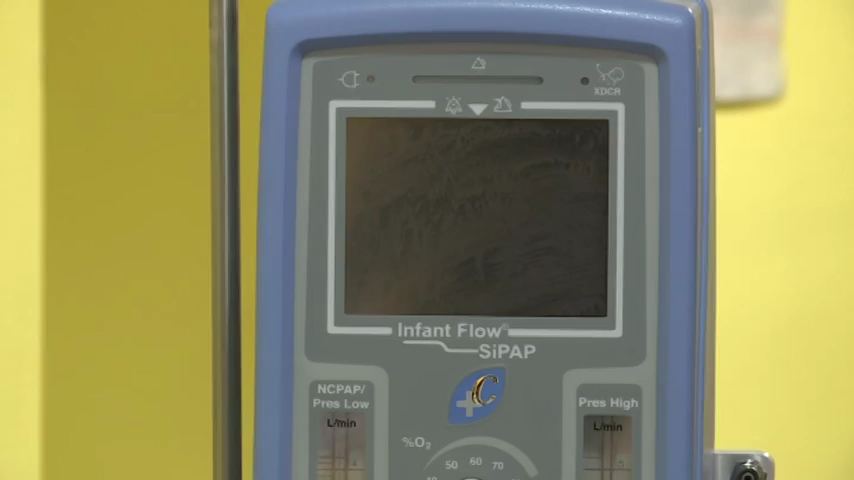 XDCR
Infant Flow®
SiPAP
NCPAP/
Pres Low
L/min
C
Pres High
L/min
%O2
50 60 70